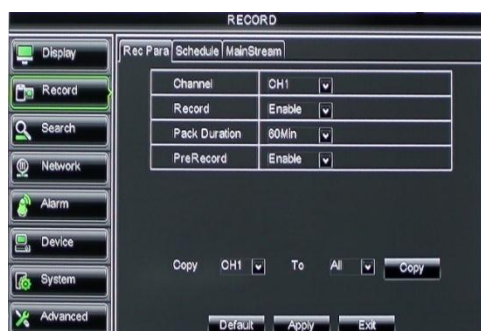 RECORD
Display
Record
Search
Network
Alarm
Device
System
Advanced
Rec Para Schedule MainStream
Channel CH1
Record Enable
Pack Duration 60Min
PreRecord Enable
Copy CH1 To All Copy
Default Apply Exit